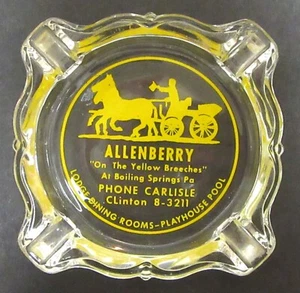 ALLENBERRY
"On The Yellow Breeches"
At Boiling Springs Pa
PHONE CARLISLE
CLinton 8-3211
LODGE-DINING ROOMS-PLAYHOUSE POOL